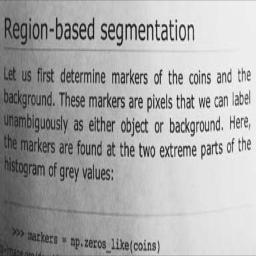 Region-based segmentation
Let us first determine markers of the coins and the
background. These markers are pixels that we can label
unambiguously as either object or background. Here,
the markers are found at the two extreme parts of the
histogram of grey values:
>>> markers = np.zeros_like(coins)